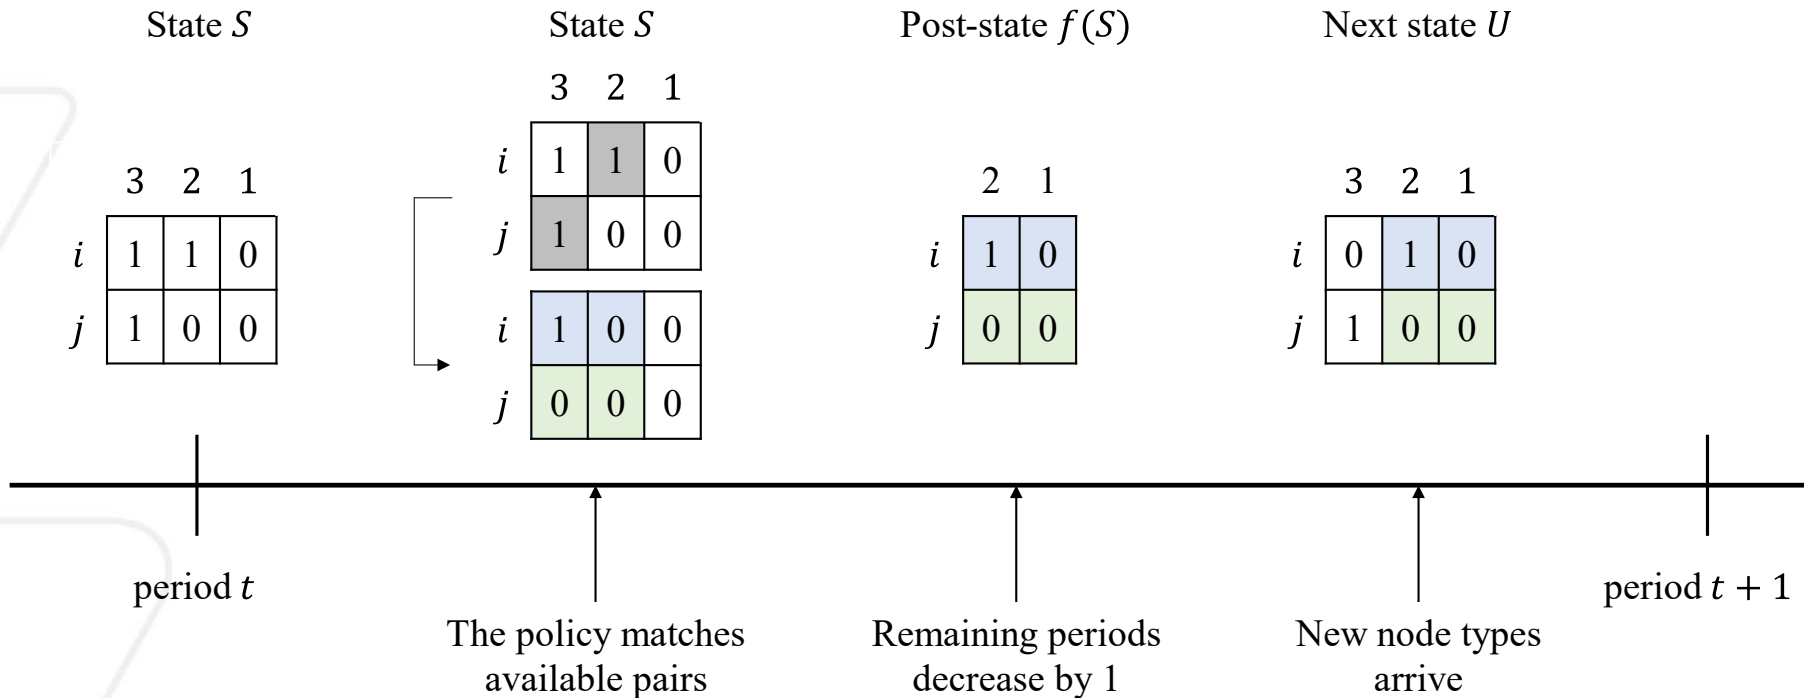 State S
State S
Post-state f(S)
Next state U
3 2 1
i 1 1 0
j 1 0 0
3 2 1
i 1 1 0
j 1 0 0
i 1 0 0
j 0 0 0
2 1
i 1 0
j 0 0
3 2 1
i 0 1 0
j 1 0 0
period t
The policy matches
available pairs
Remaining periods
decrease by 1
New node types
arrive
period t + 1